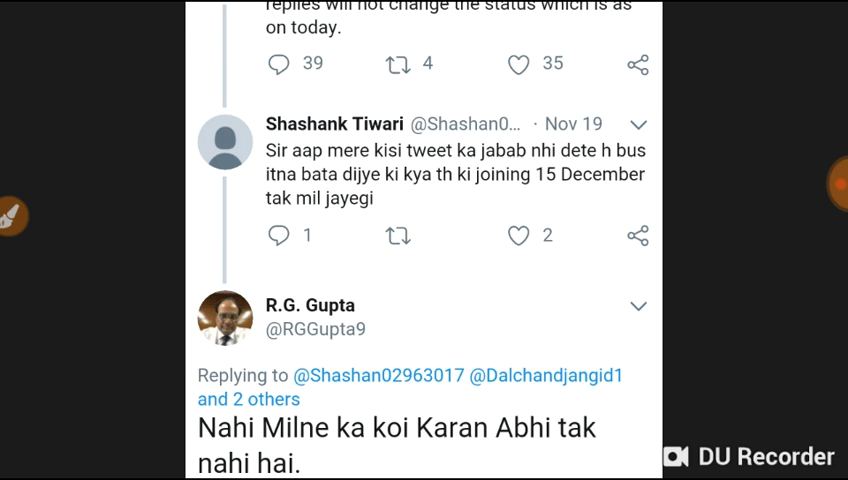 replies will not change the status which is as
on today.
39 4 35
Shashank Tiwari @Shashan0... · Nov 19
Sir aap mere kisi tweet ka jabab nhi dete h bus
itna bata dijye ki kya th ki joining 15 December
tak mil jayegi
1 2
R.G. Gupta
@RGGupta9
Replying to @Shashan02963017 @Dalchandjangid1
and 2 others
Nahi Milne ka koi Karan Abhi tak
nahi hai.
DU Recorder